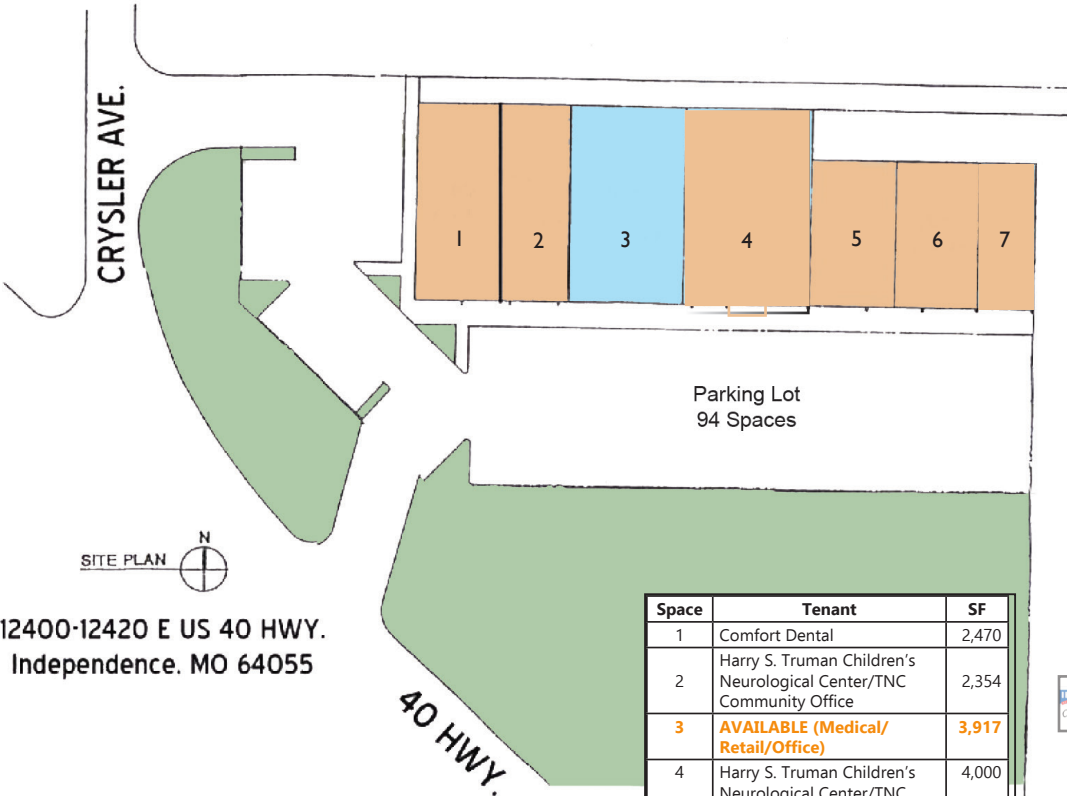 CRYSLER AVE.
1
2
3
4
5
6
7
Parking Lot
94 Spaces
SITE PLAN
N
12400-12420 E US 40 HWY.
Independence. MO 64055
40 HWY.
Space Tenant SF
1 Comfort Dental 2,470
Harry S. Truman Children's
2 Neurological Center/TNC 2,354
Community Office
3 AVAILABLE (Medical/ 3,917
Retail/Office)
4 Harry S. Truman Children's 4,000
Neurological Center/TNC